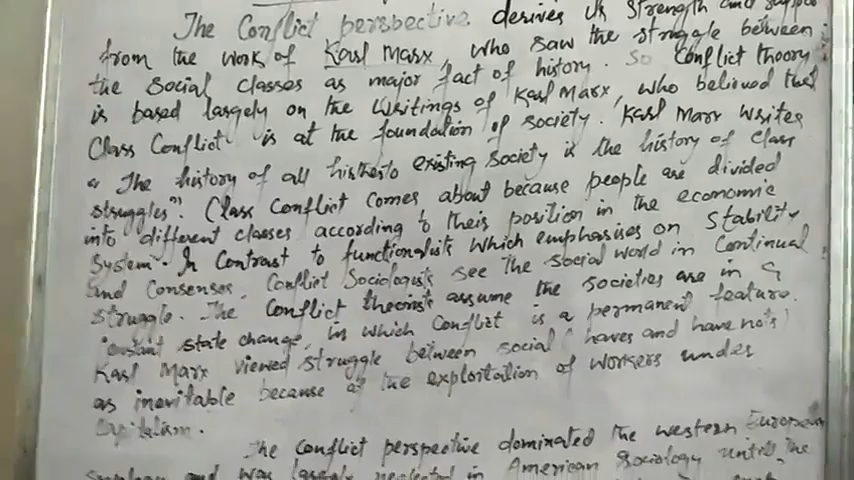 The Conflict perspective derives its strength and suppo
from the work of Karl Marx, who saw the struggle between
the social classes as major fact of history. So Conflict theory
is based largely on the writings of Karl Marx, who believed that
Class Conflict is at the foundation of society. Karl Marx writes
" The history of all hitherto existing society is the history of class
struggles". Class Conflict comes about because people are divided
into different classes according to their position in the economic
System. In Contrast to functionalists which emphasises on Stability
and Consenses, Conflict Sociologists see the social world in Continual
struggle. The Conflict theorists assume the societies are in a
constant state change, in which Conflict is a permanent feature.
Karl Marx viewed struggle between social (haves and have nots)
as inevitable because of the exploitation of workers under
Capitalism.
The conflict perspective dominated the western European
and was largely neglected in American Sociology until the